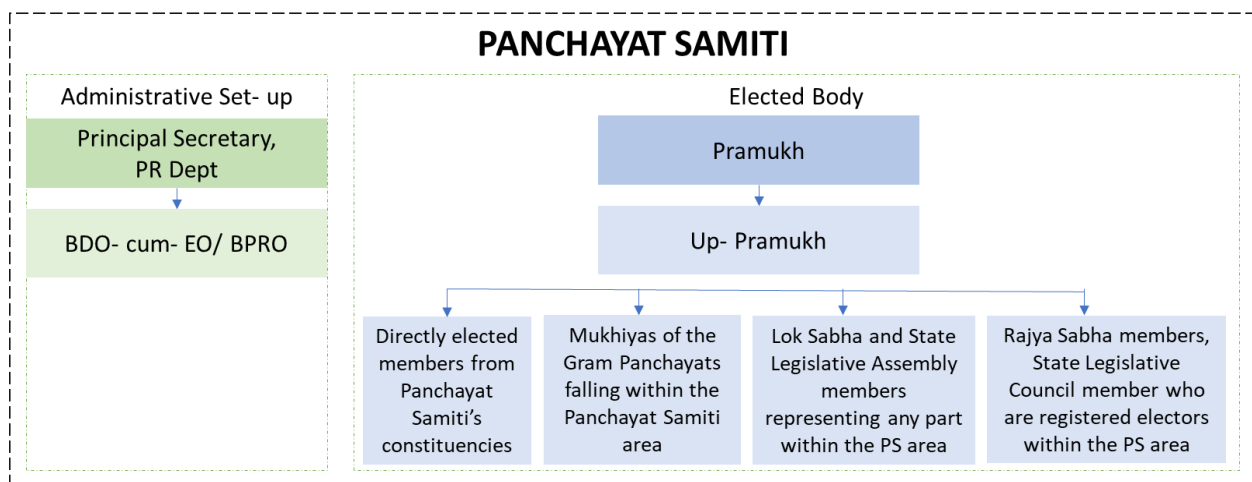 PANCHAYAT SAMITI
Administrative Set- up
Principal Secretary,
PR Dept
BDO- cum- EO/ BPRO
Elected Body
Pramukh
Up- Pramukh
Directly elected
members from
Panchayat
Samiti’s
constituencies
Mukhiyas of the
Gram Panchayats
falling within the
Panchayat Samiti
area
Lok Sabha and State
Legislative Assembly
members
representing any part
within the PS area
Rajya Sabha members,
State Legislative
Council member who
are registered electors
within the PS area